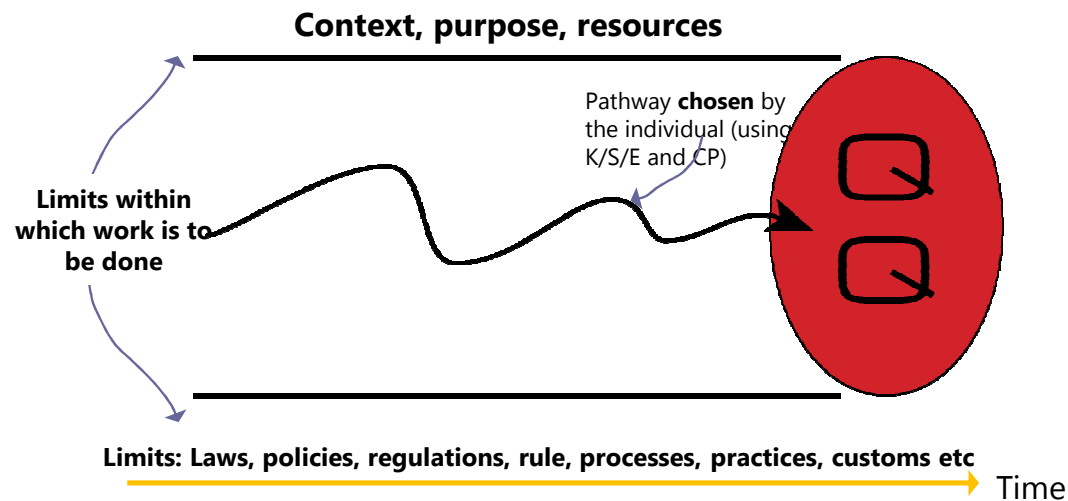 Context, purpose, resources
Pathway chosen by
the individual (using
K/S/E and CP)
Limits within
which work is to
be done
Q
Q
Limits: Laws, policies, regulations, rule, processes, practices, customs etc
Time